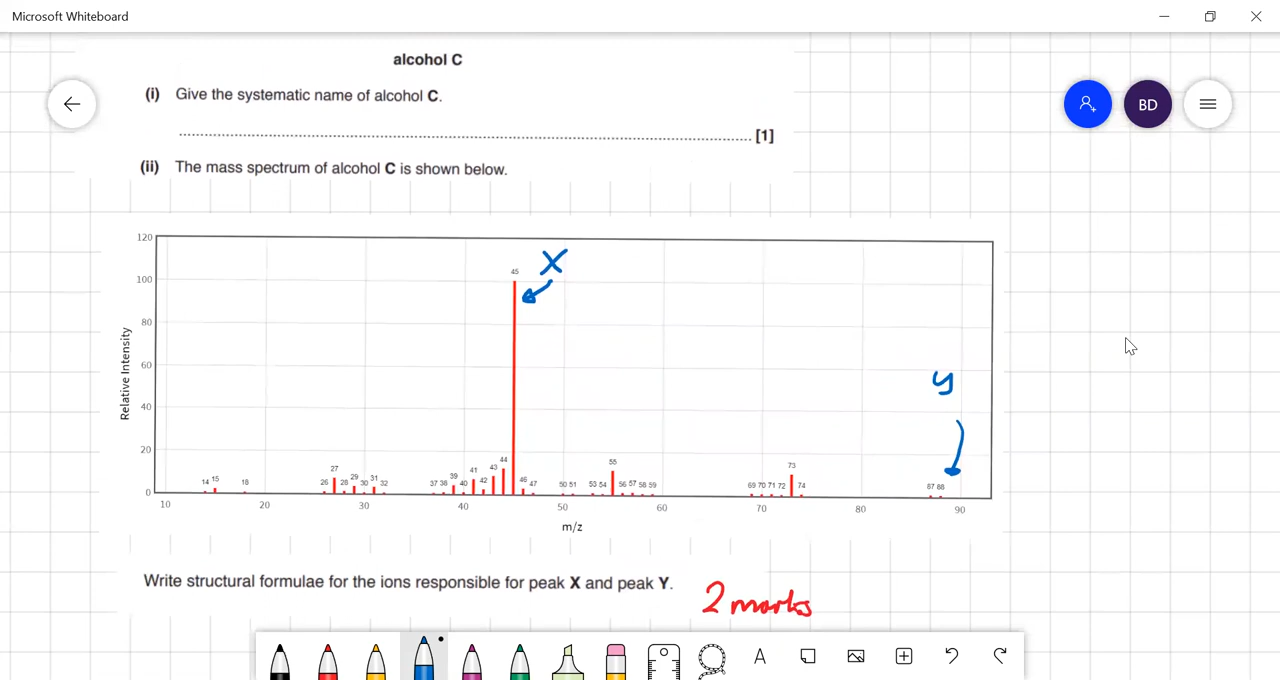 Microsoft Whiteboard
alcohol C
(i) Give the systematic name of alcohol C.
BD
[1]
(ii) The mass spectrum of alcohol C is shown below.
120
X
45
100
80
Relative Intensity
60
y
40
20
14 15 18 26 27 28 29 30 31 32 37 38 39 40 41 42 43 44 46 47 50 51 53 54 55 56 57 58 59 69 70 71 72 73 74 87 88
0
10 20 30 40 50 60 70 80 90
m/z
Write structural formulae for the ions responsible for peak X and peak Y.
2 marks
A